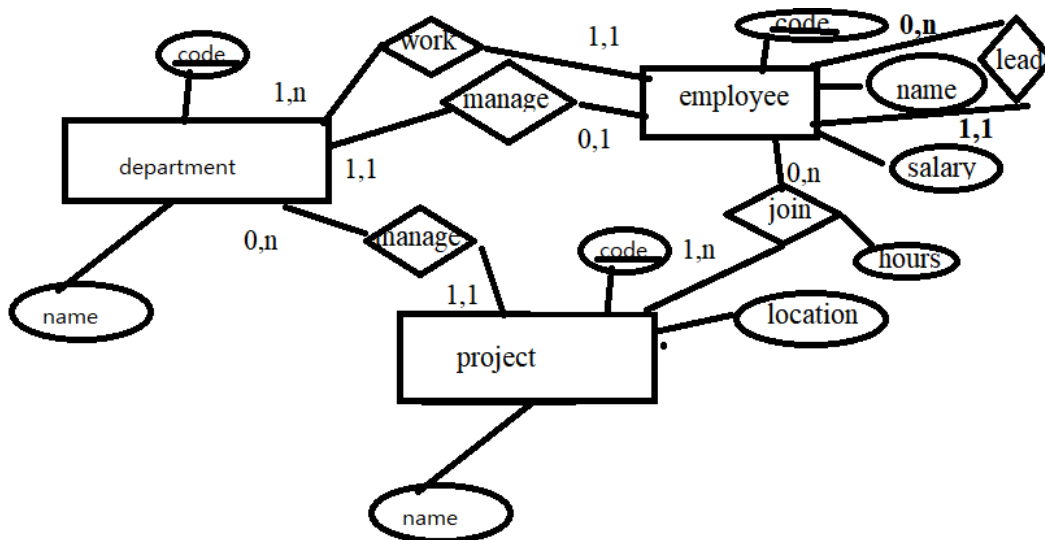 code
0,n
work
1,1
lead
code
1,n
manage
employee
name
0,1
1,1
department
1,1
0,n
salary
join
0,n
manage
code
1,n
hours
1,1
location
name
project
name